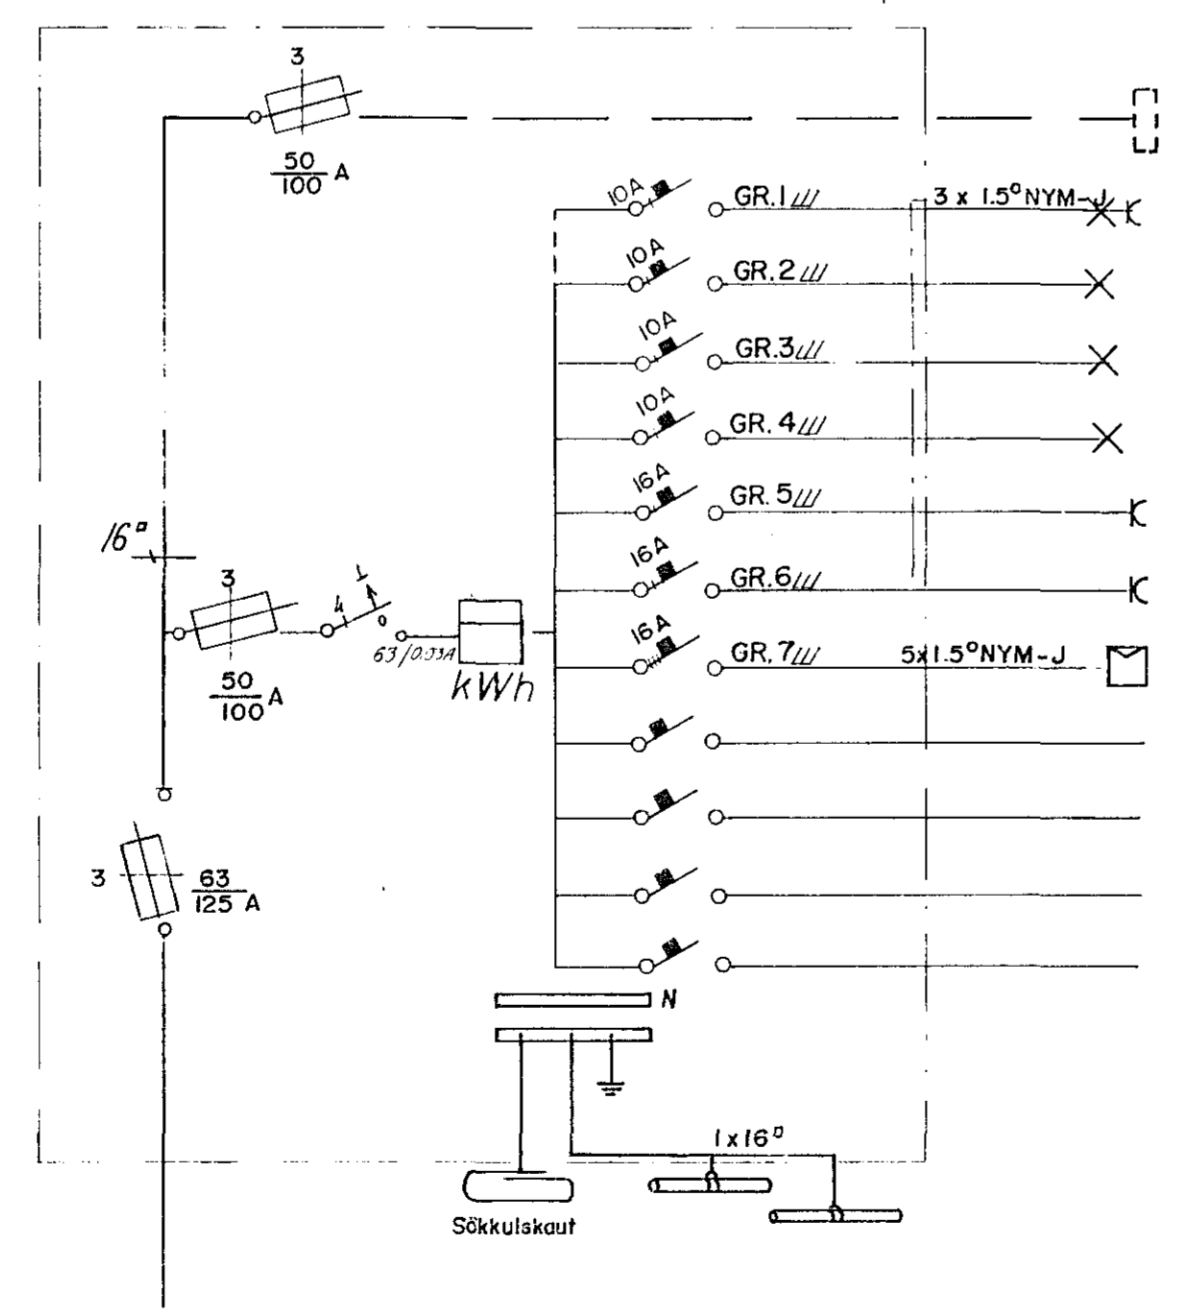 3
50
100 A
10A GR.1 3 x 1.5□ NYM-J
10A GR.2
10A GR.3
10A GR.4
16A GR.5
16□
16A GR.6
3
4
0
63/0.03A
16A GR.7 5x1.5□ NYM-J
50
100 A
kWh
3
63
125 A
N
1x16□
Sökkulskaut